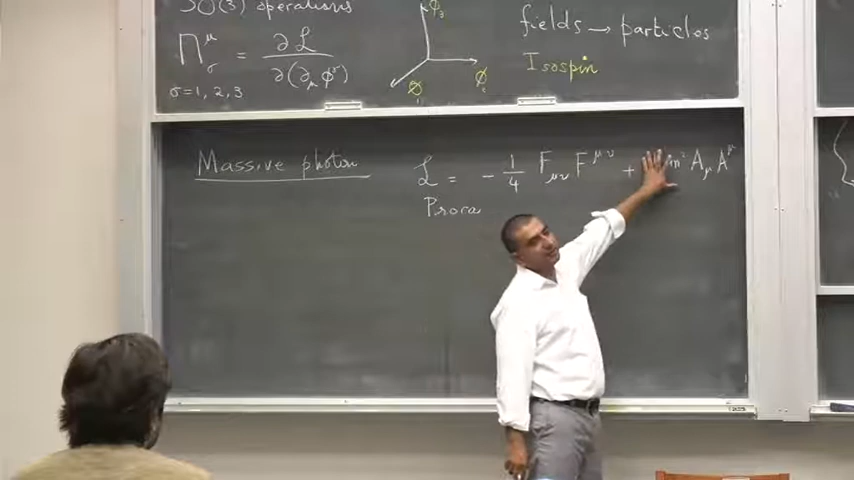 SO(3) operations
Π^μ_σ = ∂ℒ / ∂(∂_μ ϕ^σ)
σ=1, 2, 3
ϕ_3
ϕ_2
ϕ_1
fields → particles
Isospin
Massive photon
ℒ_Proca = - 1/4 F_μν F^μν + m² A_μ A^μ